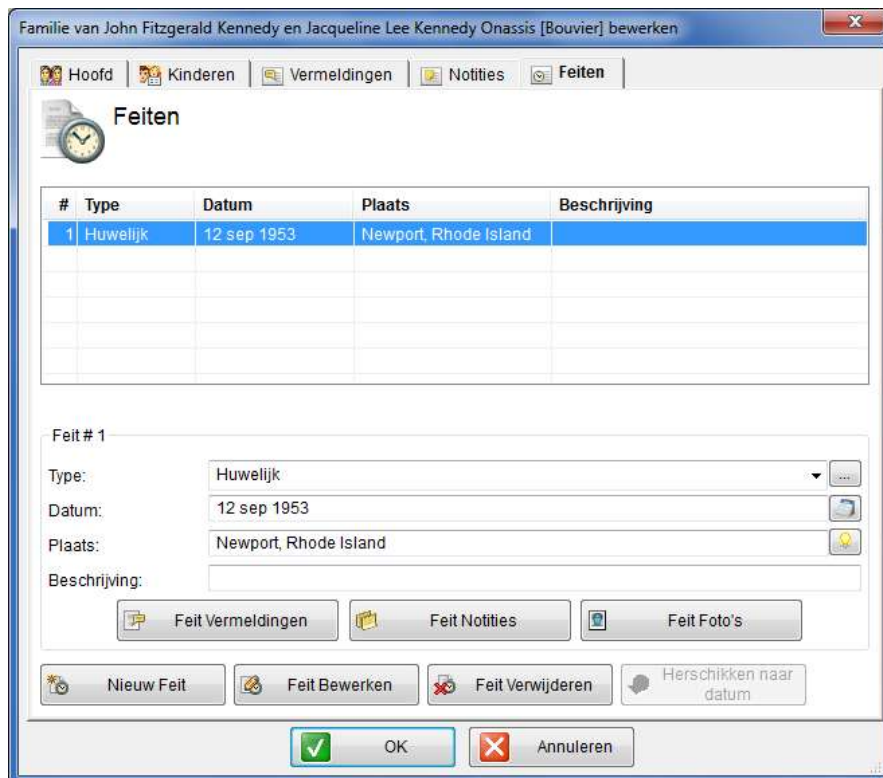 Familie van John Fitzgerald Kennedy en Jacqueline Lee Kennedy Onassis [Bouvier] bewerken
Hoofd Kinderen Vermeldingen Notities Feiten
Feiten
# Type Datum Plaats Beschrijving
1 Huwelijk 12 sep 1953 Newport, Rhode Island
Feit # 1
Type: Huwelijk ...
Datum: 12 sep 1953
Plaats: Newport, Rhode Island
Beschrijving:
Feit Vermeldingen Feit Notities Feit Foto's
Nieuw Feit Feit Bewerken Feit Verwijderen Herschikken naar
datum
OK Annuleren